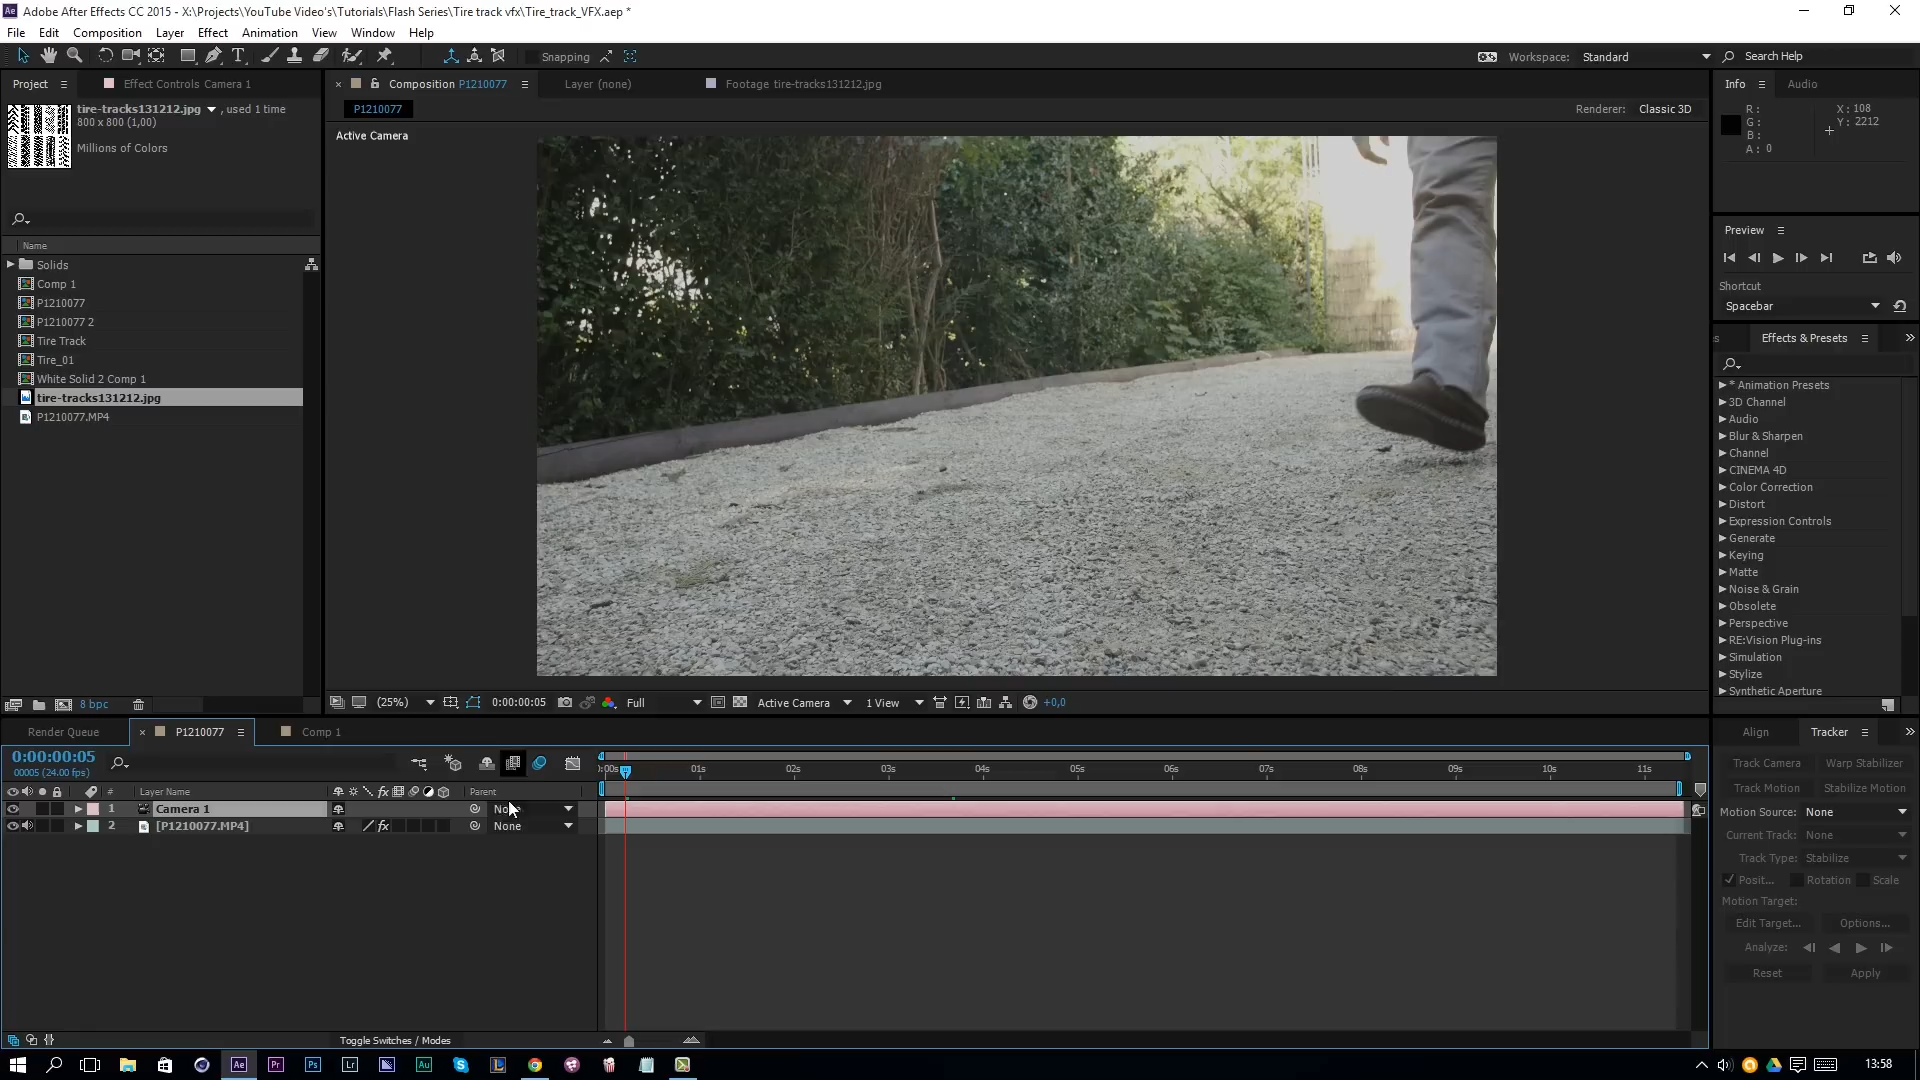 Adobe After Effects CC 2015 - X:\Projects\YouTube Video's\Tutorials\Flash Series\Tire track vfx\Tire_track_VFX.aep *
File Edit Composition Layer Effect Animation View Window Help
Snapping Workspace: Standard Search Help
Project Effect Controls Camera 1 Composition P1210077 Layer (none) Footage tire-tracks131212.jpg Info Audio
tire-tracks131212.jpg , used 1 time
800 x 800 (1,00)
Millions of Colors
P1210077 Renderer: Classic 3D
Active Camera
R :
G :
B :
A : 0
X : 108
Y : 2212
Name
Solids
Comp 1
P1210077
P1210077 2
Tire Track
Tire_01
White Solid 2 Comp 1
tire-tracks131212.jpg
P1210077.MP4
Preview
Shortcut
Spacebar
s Effects & Presets
* Animation Presets
3D Channel
Audio
Blur & Sharpen
Channel
CINEMA 4D
Color Correction
Distort
Expression Controls
Generate
Keying
Matte
Noise & Grain
Obsolete
Perspective
RE:Vision Plug-ins
Simulation
Stylize
Synthetic Aperture
8 bpc (25%) 0:00:00:05 Full Active Camera 1 View +0,0
Render Queue P1210077 Comp 1 Align Tracker
0:00:00:05
00005 (24.00 fps)
:00s 01s 02s 03s 04s 05s 06s 07s 08s 09s 10s 11s
# Layer Name fx Parent
1 Camera 1
2 [P1210077.MP4] fx None
Track Camera Warp Stabilizer
Track Motion Stabilize Motion
Motion Source: None
Current Track: None
Track Type: Stabilize
Posit... Rotation Scale
Motion Target:
Edit Target... Options...
Analyze:
Reset Apply
Toggle Switches / Modes
Ae Pr Ps Lr Au 13:58